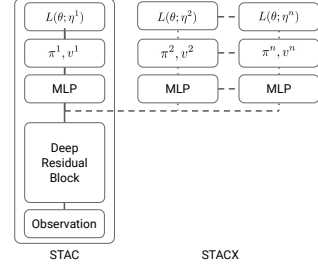 L(θ; η¹)
L(θ; η²)
L(θ; ηⁿ)
π¹, v¹
π², v²
πⁿ, vⁿ
MLP
MLP
MLP
Deep
Residual
Block
Observation
STAC
STACX